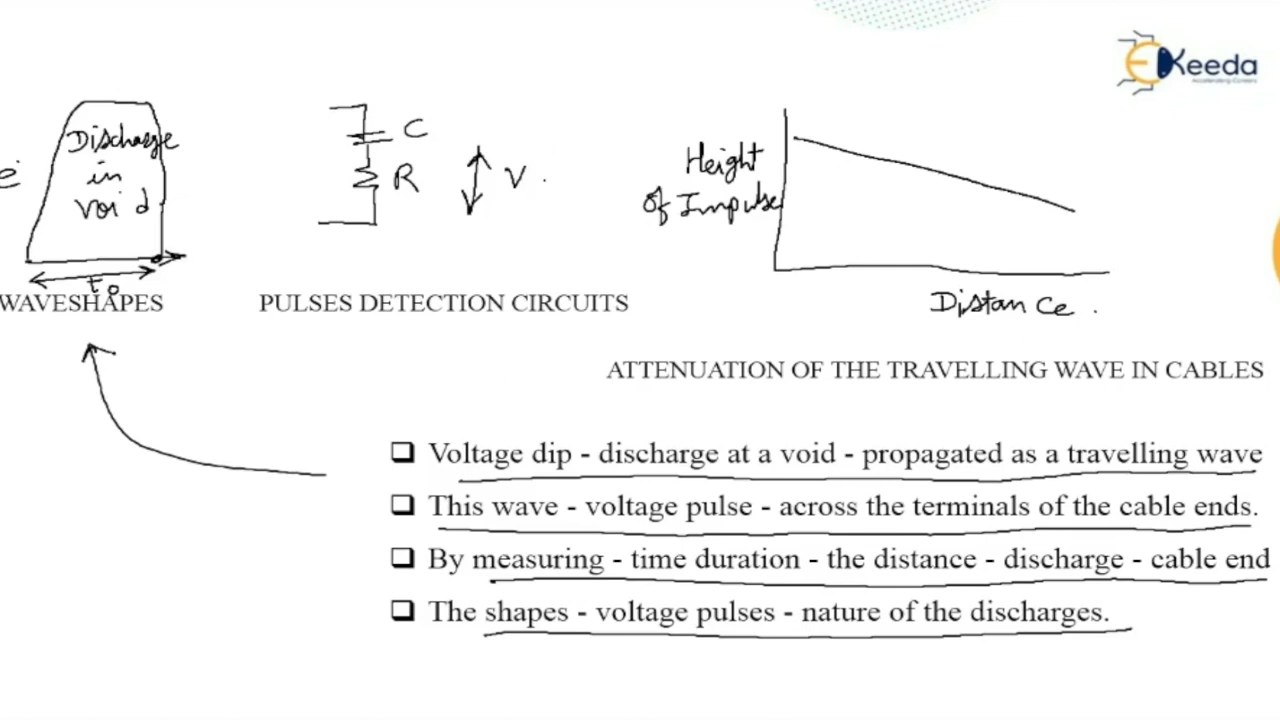 Keeda
Accelerating Careers
Discharge
in
void
to
WAVESHAPES
C
R
V
PULSES DETECTION CIRCUITS
Height
Of Impulse
Distance
ATTENUATION OF THE TRAVELLING WAVE IN CABLES
Voltage dip - discharge at a void - propagated as a travelling wave
This wave - voltage pulse - across the terminals of the cable ends.
By measuring - time duration - the distance - discharge - cable end
The shapes - voltage pulses - nature of the discharges.